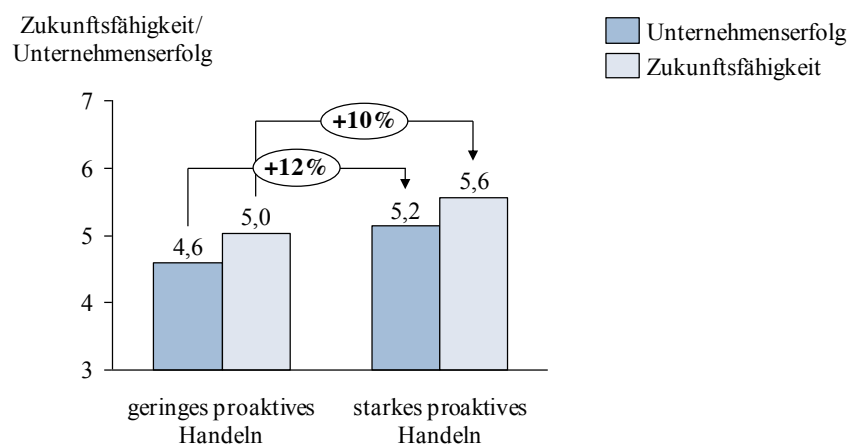 Zukunftsfähigkeit/
Unternehmenserfolg
Unternehmenserfolg
Zukunftsfähigkeit
7
6
5
4
3
+10%
+12%
4,6
5,0
5,2
5,6
geringes proaktives
Handeln
starkes proaktives
Handeln